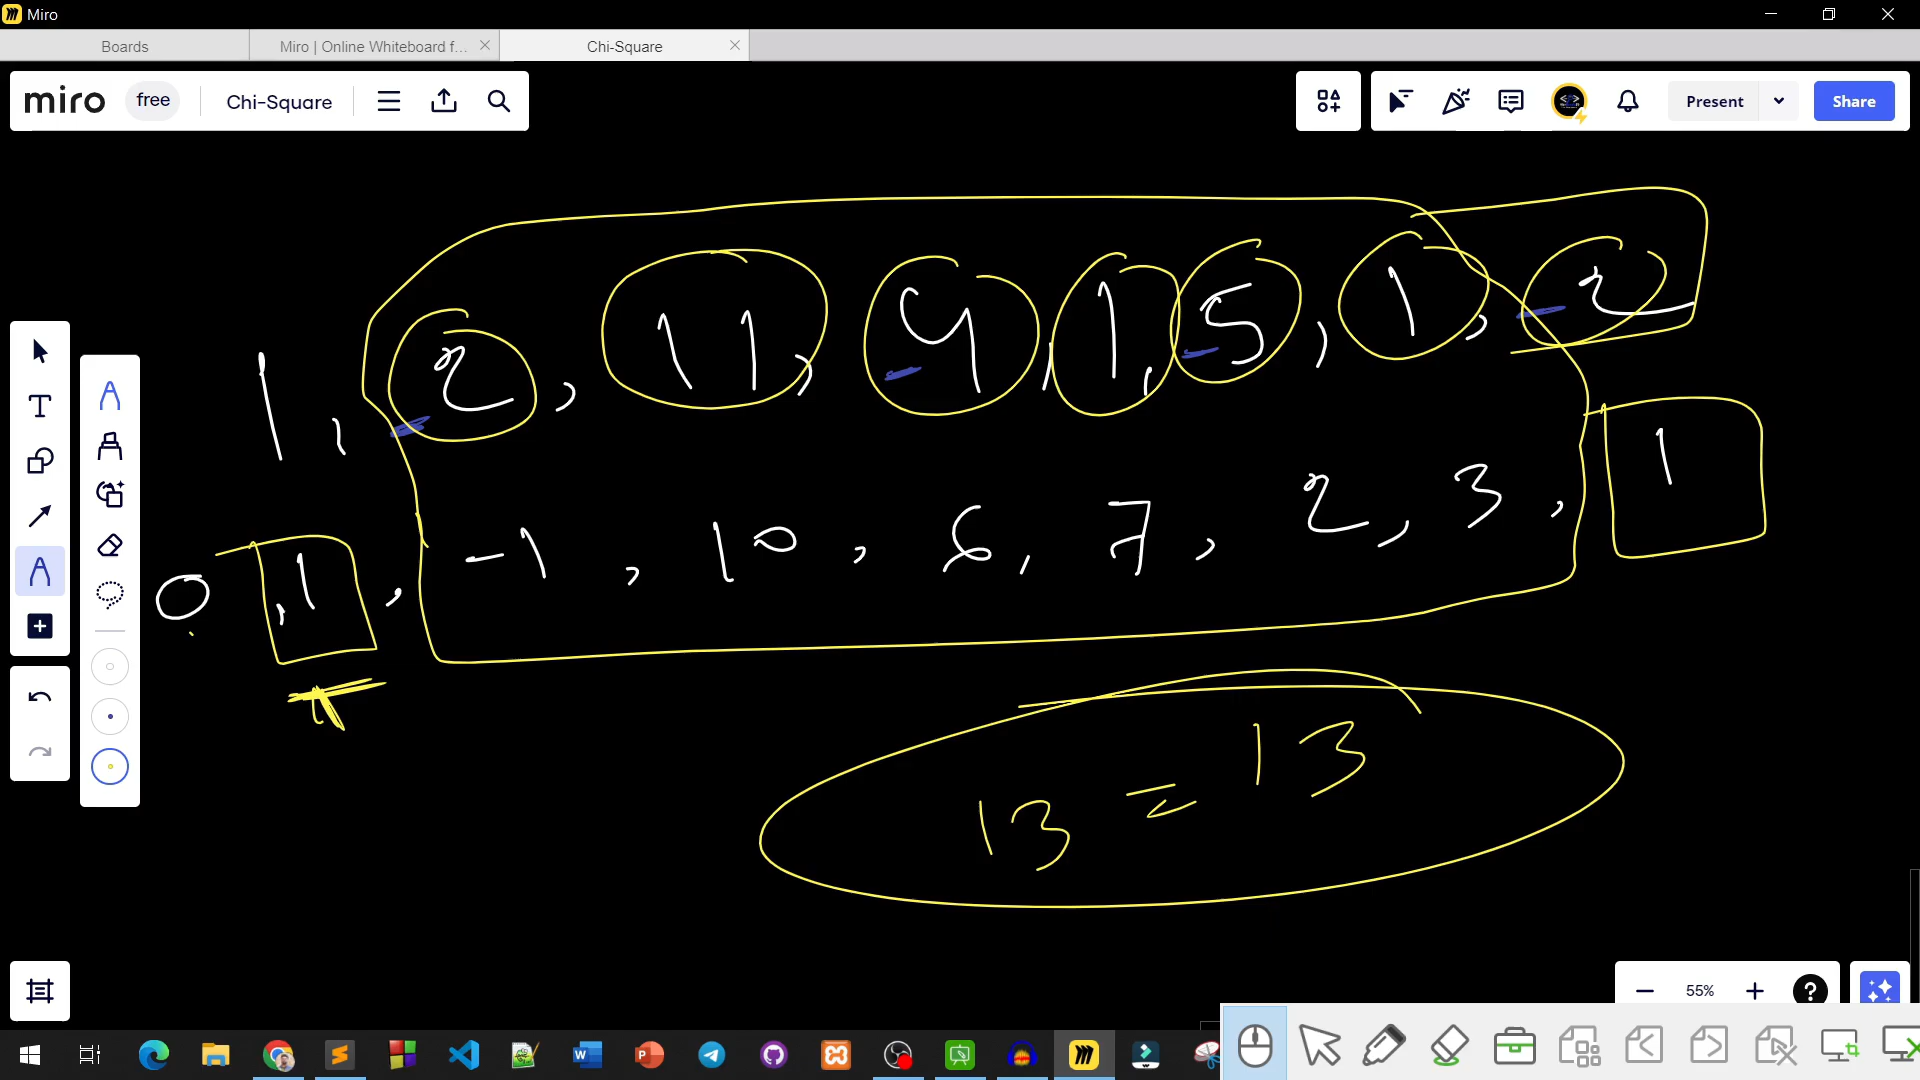 Miro
Boards
Miro | Online Whiteboard f...
Chi-Square
miro
free
Chi-Square
Present
Share
1, -2, 11, -4, 1, -5, 1, -2
0, 1, -1, 10, 6, 7, 2, 3, 1
13 = 13
55%